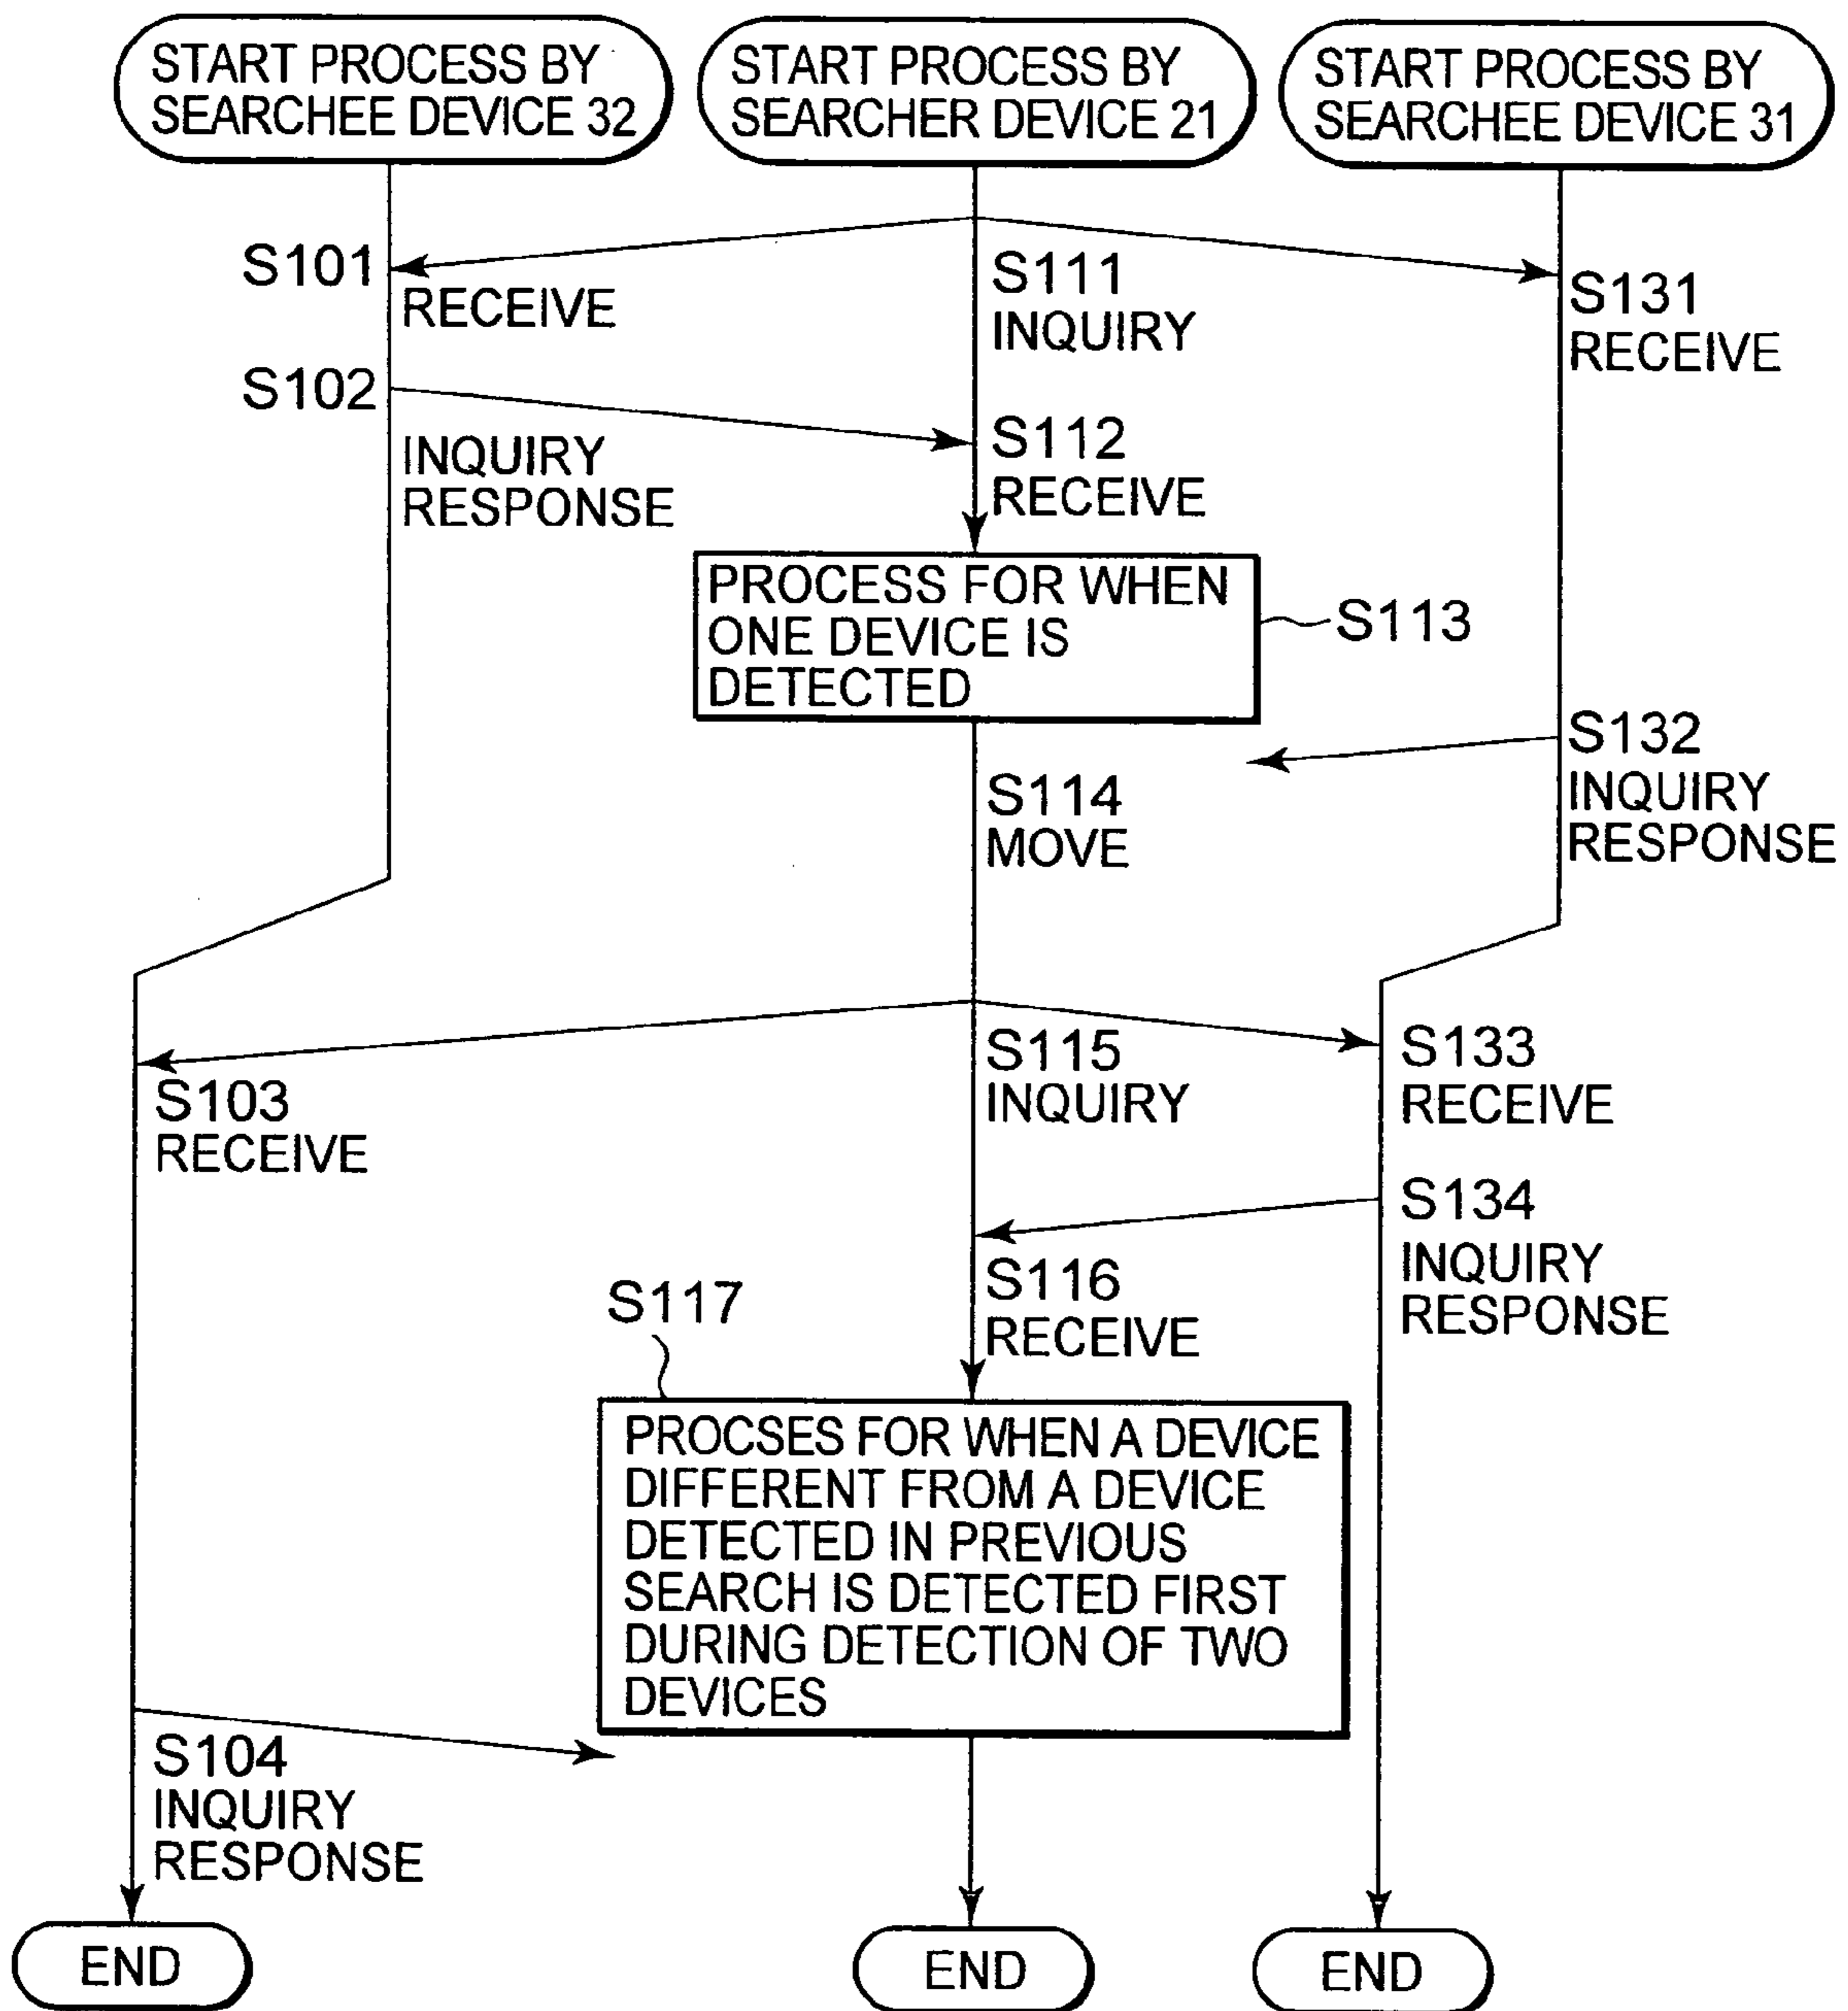 START PROCESS BY
SEARCHEE DEVICE 32
START PROCESS BY
SEARCHER DEVICE 21
START PROCESS BY
SEARCHEE DEVICE 31
S101
RECEIVE
S111
INQUIRY
S131
RECEIVE
S102
INQUIRY
RESPONSE
S112
RECEIVE
PROCESS FOR WHEN
ONE DEVICE IS
DETECTED
S113
S132
INQUIRY
RESPONSE
S114
MOVE
S115
INQUIRY
S133
RECEIVE
S103
RECEIVE
S134
INQUIRY
RESPONSE
S116
RECEIVE
S117
PROCSES FOR WHEN A DEVICE
DIFFERENT FROM A DEVICE
DETECTED IN PREVIOUS
SEARCH IS DETECTED FIRST
DURING DETECTION OF TWO
DEVICES
S104
INQUIRY
RESPONSE
END
END
END